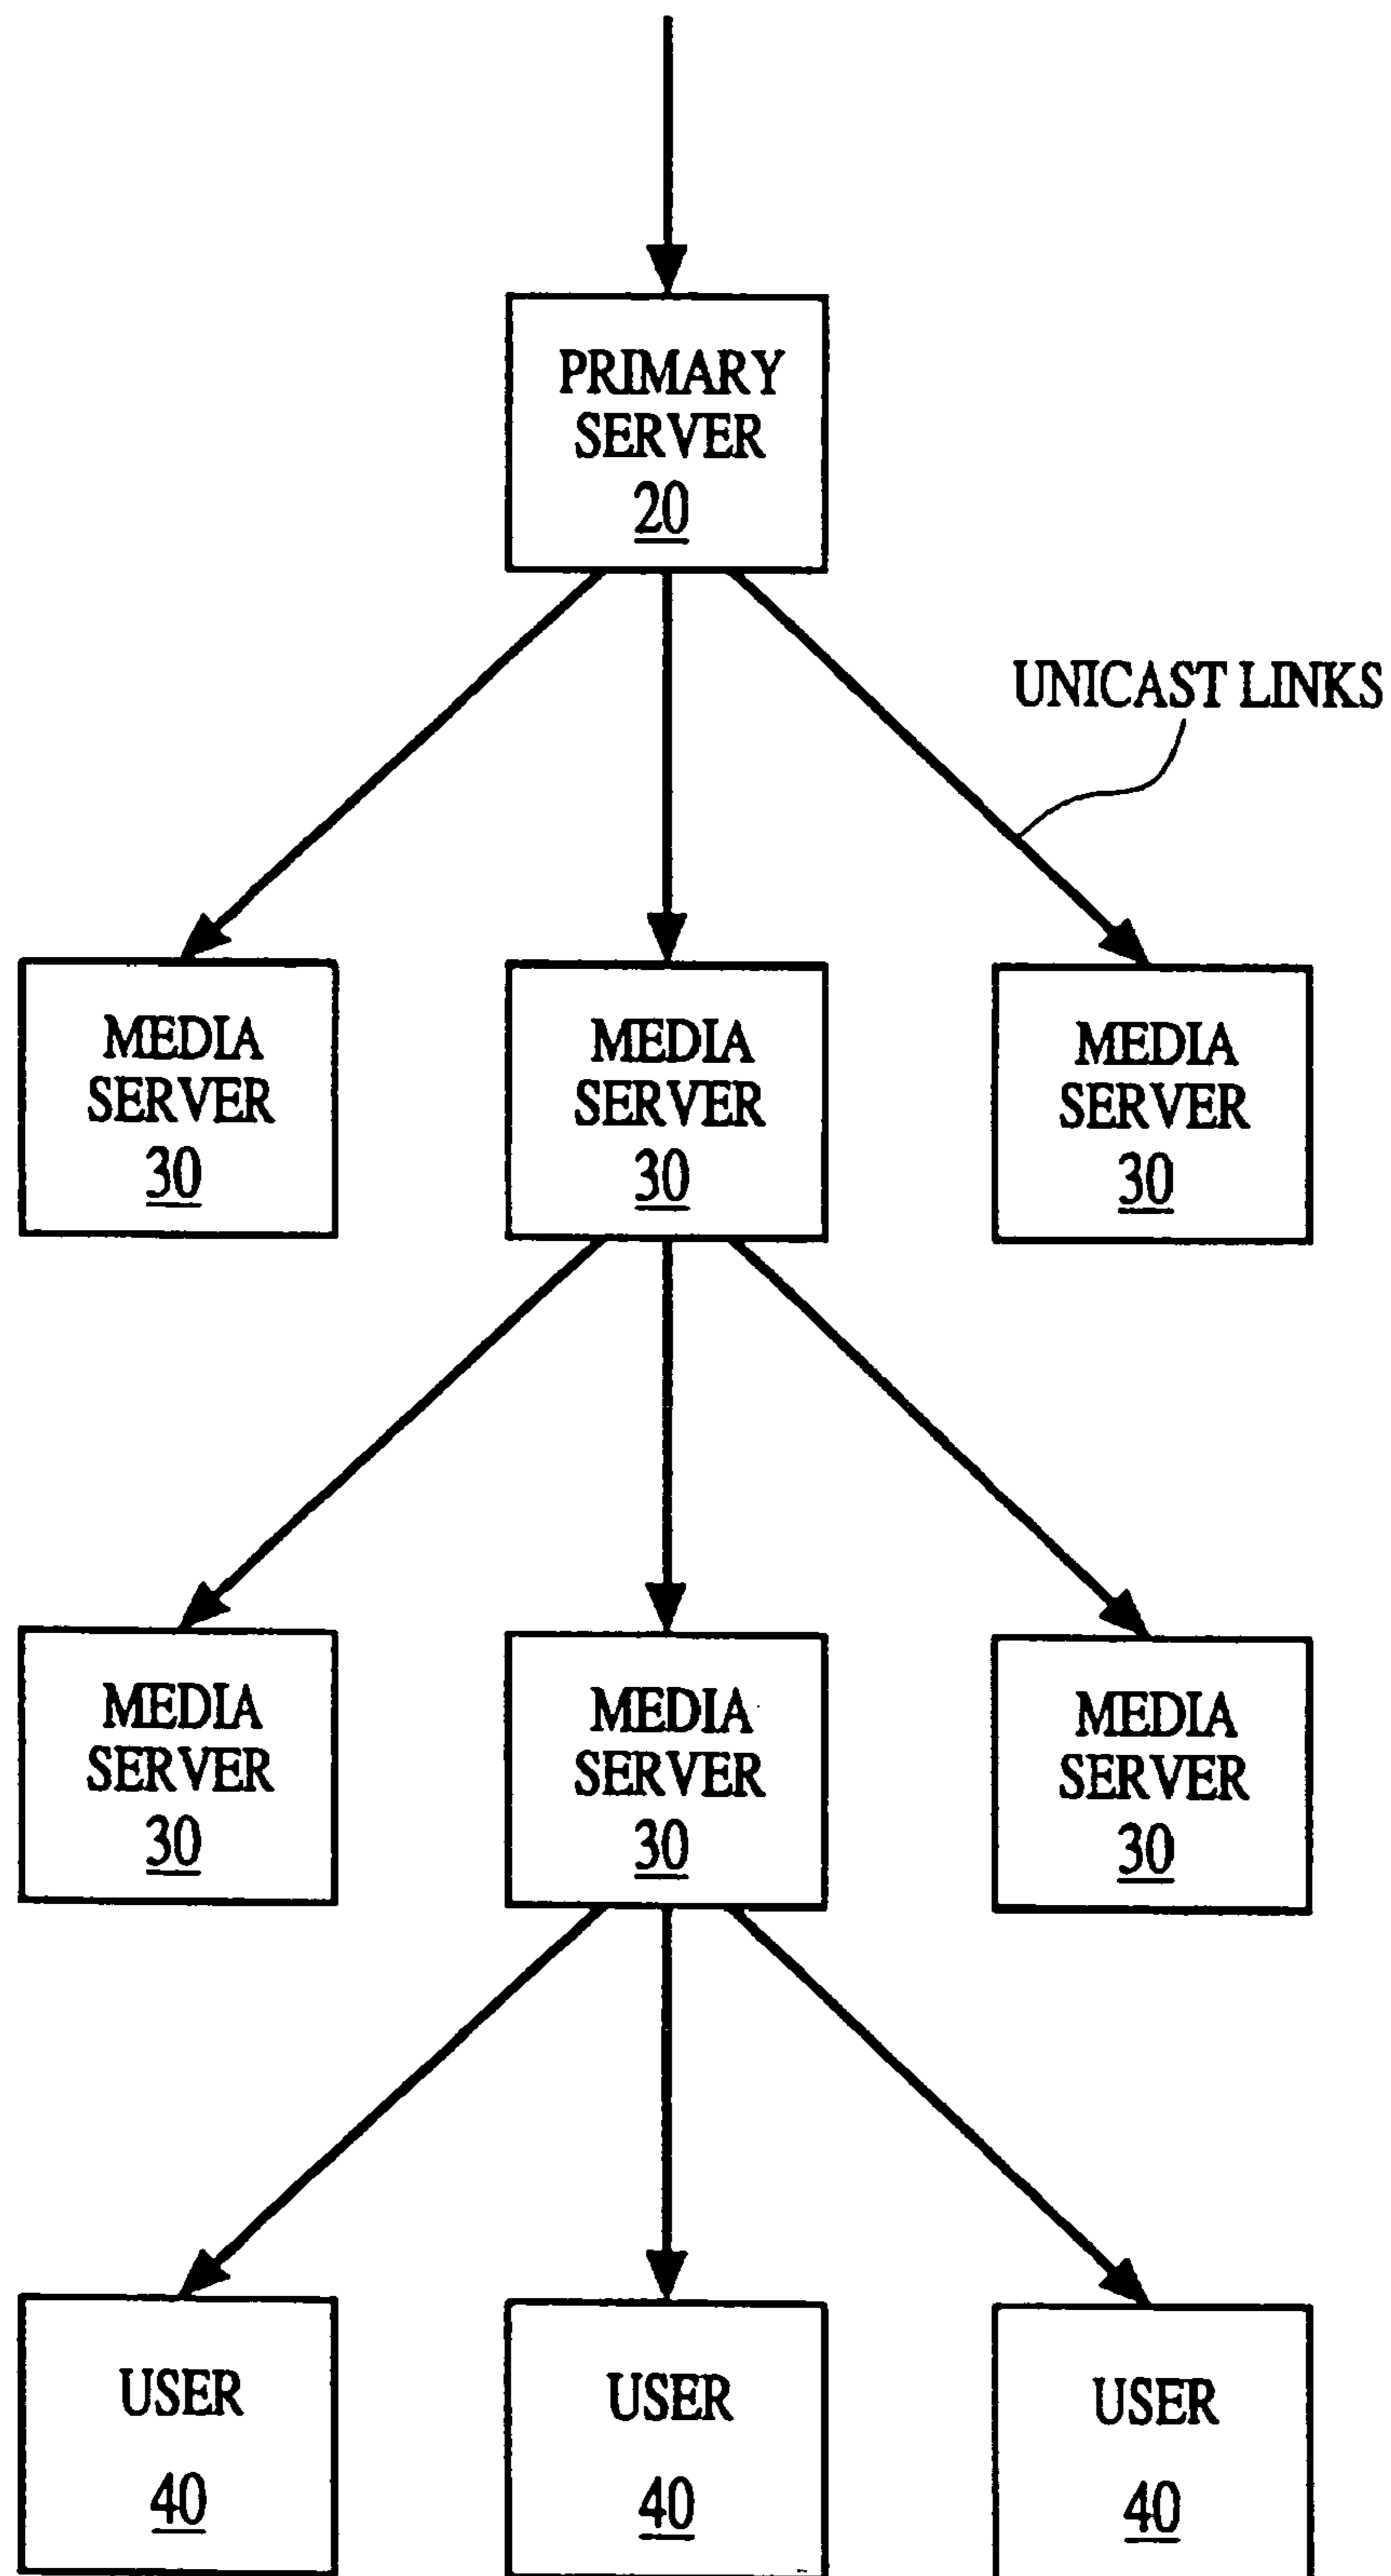 PRIMARY
SERVER
20
UNICAST LINKS
MEDIA
SERVER
30
MEDIA
SERVER
30
MEDIA
SERVER
30
MEDIA
SERVER
30
MEDIA
SERVER
30
MEDIA
SERVER
30
USER
40
USER
40
USER
40